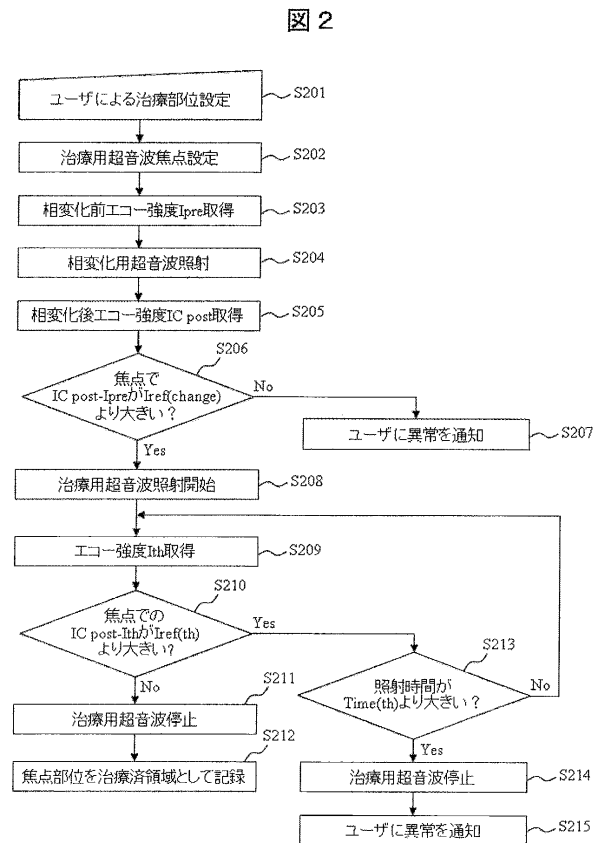 図2
ユーザによる治療部位設定
S201
治療用超音波焦点設定
S202
相変化前エコー強度Ipre取得
S203
相変化用超音波照射
S204
相変化後エコー強度IC post取得
S205
S206
焦点で
IC post-IpreがIref(change)
より大きい?
No
Yes
ユーザに異常を通知
S207
治療用超音波照射開始
S208
エコー強度Ith取得
S209
S210
焦点での
IC post-IthがIref(th)
より大きい?
Yes
No
S213
照射時間が
Time(th)より大きい?
No
Yes
S211
治療用超音波停止
S212
焦点部位を治療済領域として記録
治療用超音波停止
S214
ユーザに異常を通知
S215